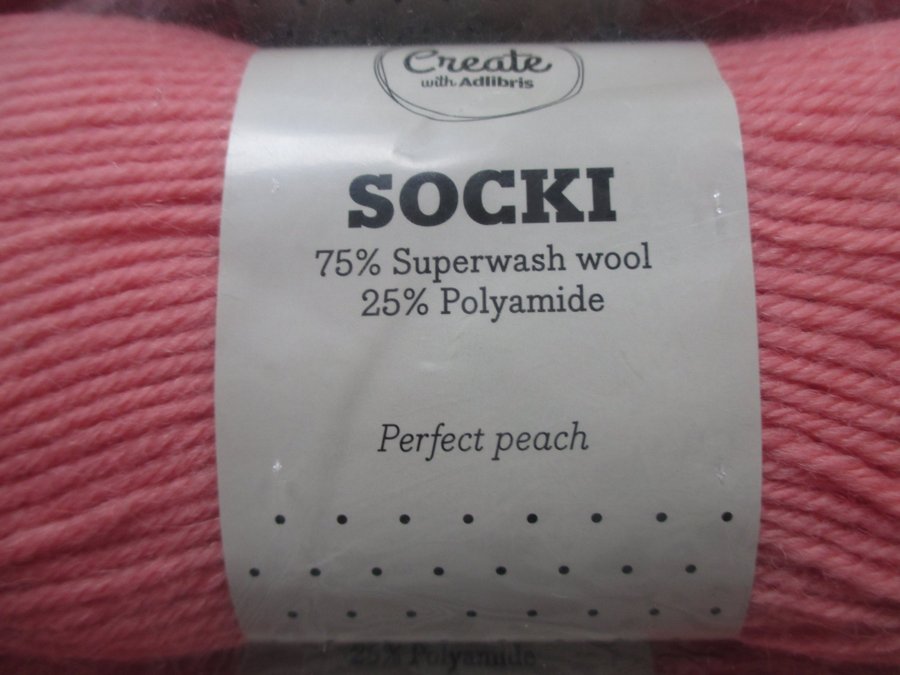 Create
with Adlibris
SOCKI
75% Superwash wool
25% Polyamide
Perfect peach
25% Polyamide